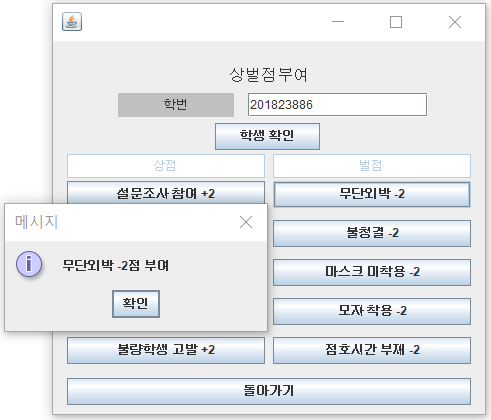 상벌점부여
학번 201823886
학생 확인
상점 벌점
설문조사 참여 +2 무단외박 -2
메시지
불청결 -2
무단외박 -2점 부여
마스크 미착용 -2
확인
모자 착용 -2
불량학생 고발 +2 점호시간 부재 -2
돌아가기